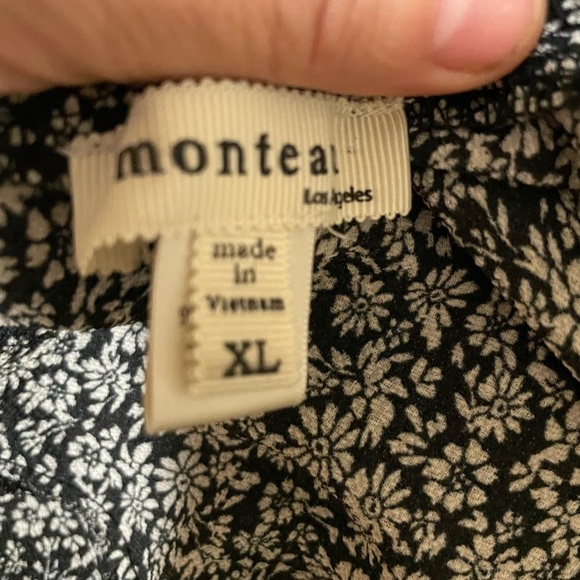 monteau
Los Angeles
made
in
Vietnam
XL